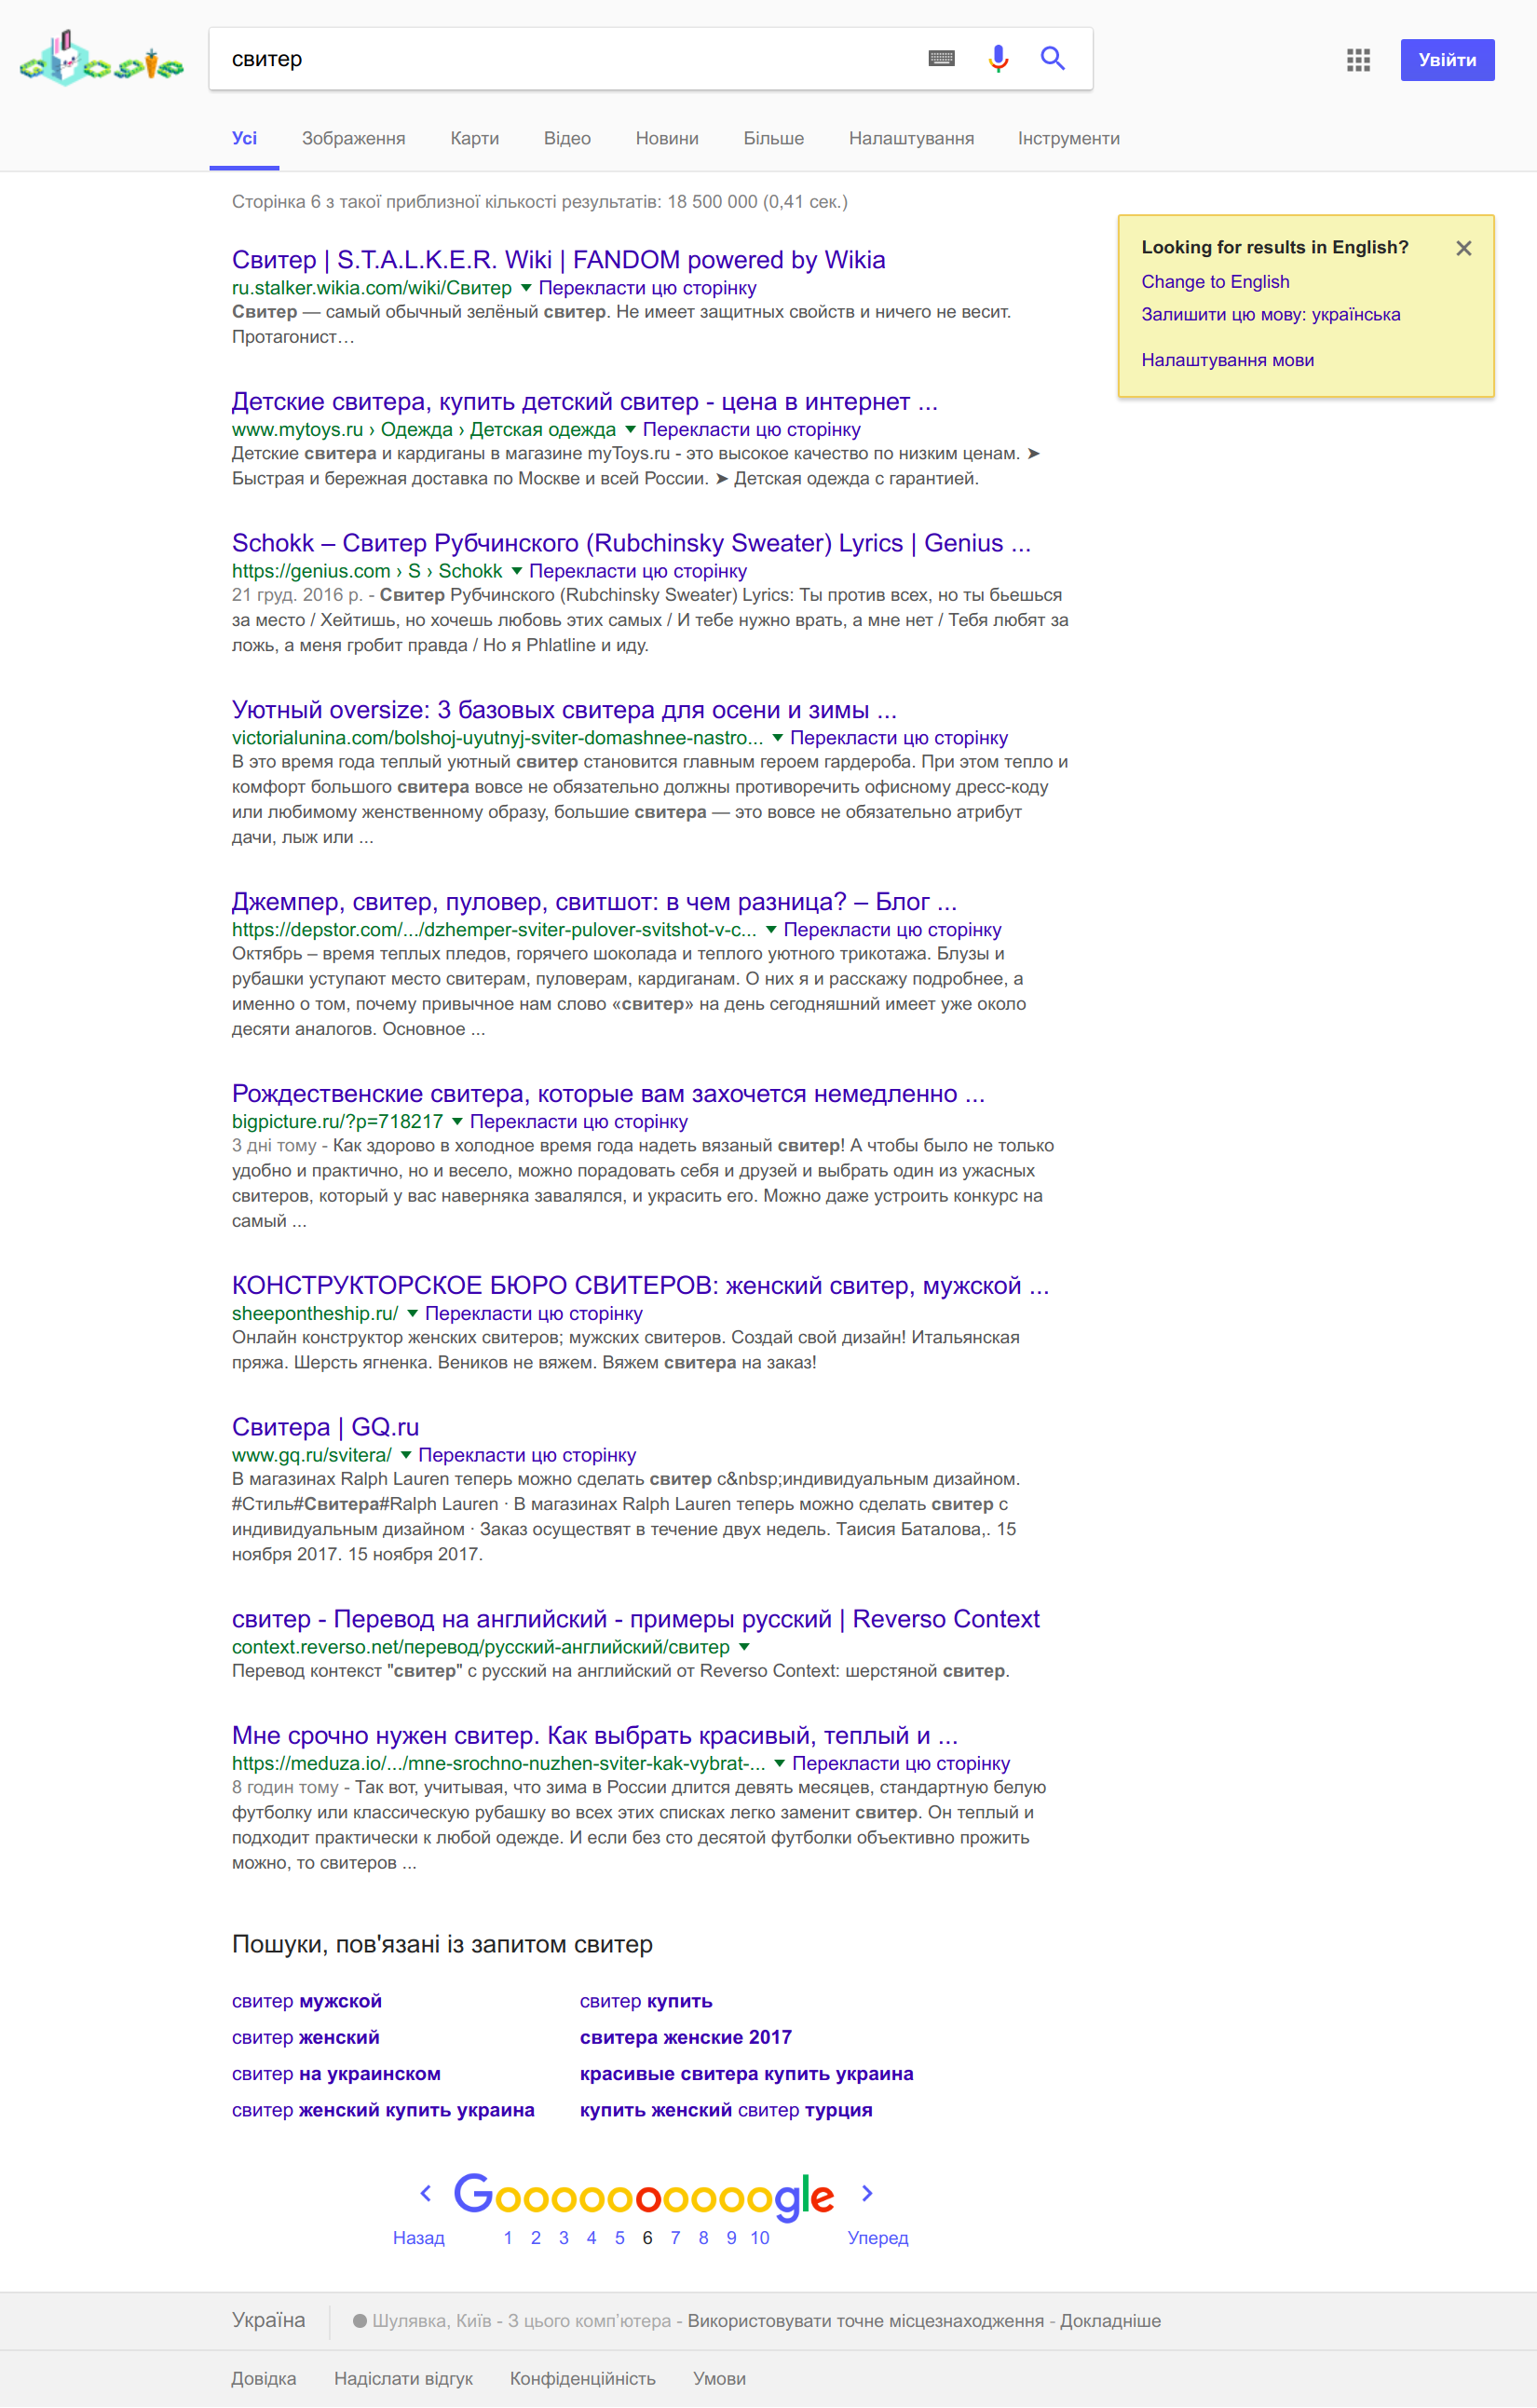 свитер
Увійти
Усі Зображення Карти Відео Новини Більше Налаштування Інструменти
Сторінка 6 з такої приблизної кількості результатів: 18 500 000 (0,41 сек.)
Looking for results in English?
Change to English
Залишити цю мову: українська
Налаштування мови
Свитер | S.T.A.L.K.E.R. Wiki | FANDOM powered by Wikia
ru.stalker.wikia.com/wiki/Свитер ▼ Перекласти цю сторінку
Свитер — самый обычный зелёный свитер. Не имеет защитных свойств и ничего не весит.
Протагонист…
Детские свитера, купить детский свитер - цена в интернет ...
www.mytoys.ru › Одежда › Детская одежда ▼ Перекласти цю сторінку
Детские свитера и кардиганы в магазине myToys.ru - это высокое качество по низким ценам. ➤
Быстрая и бережная доставка по Москве и всей России. ➤ Детская одежда с гарантией.
Schokk – Свитер Рубчинского (Rubchinsky Sweater) Lyrics | Genius ...
https://genius.com › S › Schokk ▼ Перекласти цю сторінку
21 груд. 2016 р. - Свитер Рубчинского (Rubchinsky Sweater) Lyrics: Ты против всех, но ты бьешься
за место / Хейтишь, но хочешь любовь этих самых / И тебе нужно врать, а мне нет / Тебя любят за
ложь, а меня гробит правда / Но я Phlatline и иду.
Уютный oversize: 3 базовых свитера для осени и зимы ...
victorialunina.com/bolshoj-uyutnyj-sviter-domashnee-nastro... ▼ Перекласти цю сторінку
В это время года теплый уютный свитер становится главным героем гардероба. При этом тепло и
комфорт большого свитера вовсе не обязательно должны противоречить офисному дресс-коду
или любимому женственному образу, большие свитера — это вовсе не обязательно атрибут
дачи, лыж или ...
Джемпер, свитер, пуловер, свитшот: в чем разница? – Блог ...
https://depstor.com/.../dzhemper-sviter-pulover-svitshot-v-c... ▼ Перекласти цю сторінку
Октябрь – время теплых пледов, горячего шоколада и теплого уютного трикотажа. Блузы и
рубашки уступают место свитерам, пуловерам, кардиганам. О них я и расскажу подробнее, а
именно о том, почему привычное нам слово «свитер» на день сегодняшний имеет уже около
десяти аналогов. Основное ...
Рождественские свитера, которые вам захочется немедленно ...
bigpicture.ru/?p=718217 ▼ Перекласти цю сторінку
3 дні тому - Как здорово в холодное время года надеть вязаный свитер! А чтобы было не только
удобно и практично, но и весело, можно порадовать себя и друзей и выбрать один из ужасных
свитеров, который у вас наверняка завалялся, и украсить его. Можно даже устроить конкурс на
самый ...
КОНСТРУКТОРСКОЕ БЮРО СВИТЕРОВ: женский свитер, мужской ...
sheepontheship.ru/ ▼ Перекласти цю сторінку
Онлайн конструктор женских свитеров; мужских свитеров. Создай свой дизайн! Итальянская
пряжа. Шерсть ягненка. Веников не вяжем. Вяжем свитера на заказ!
Свитера | GQ.ru
www.gq.ru/svitera/ ▼ Перекласти цю сторінку
В магазинах Ralph Lauren теперь можно сделать свитер с&nbsp;индивидуальным дизайном.
#Стиль#Свитера#Ralph Lauren · В магазинах Ralph Lauren теперь можно сделать свитер с
индивидуальным дизайном · Заказ осуществят в течение двух недель. Таисия Баталова,. 15
ноября 2017. 15 ноября 2017.
свитер - Перевод на английский - примеры русский | Reverso Context
context.reverso.net/перевод/русский-английский/свитер ▼
Перевод контекст "свитер" c русский на английский от Reverso Context: шерстяной свитер.
Мне срочно нужен свитер. Как выбрать красивый, теплый и ...
https://meduza.io/.../mne-srochno-nuzhen-sviter-kak-vybrat-... ▼ Перекласти цю сторінку
8 годин тому - Так вот, учитывая, что зима в России длится девять месяцев, стандартную белую
футболку или классическую рубашку во всех этих списках легко заменит свитер. Он теплый и
подходит практически к любой одежде. И если без сто десятой футболки объективно прожить
можно, то свитеров ...
Пошуки, пов'язані із запитом свитер
свитер мужской свитер купить
свитер женский свитера женские 2017
свитер на украинском красивые свитера купить украина
свитер женский купить украина купить женский свитер турция
Goooooooooogle
Назад 1 2 3 4 5 6 7 8 9 10 Уперед
Україна Шулявка, Київ - З цього комп'ютера - Використовувати точне місцезнаходження - Докладніше
Довідка Надіслати відгук Конфіденційність Умови